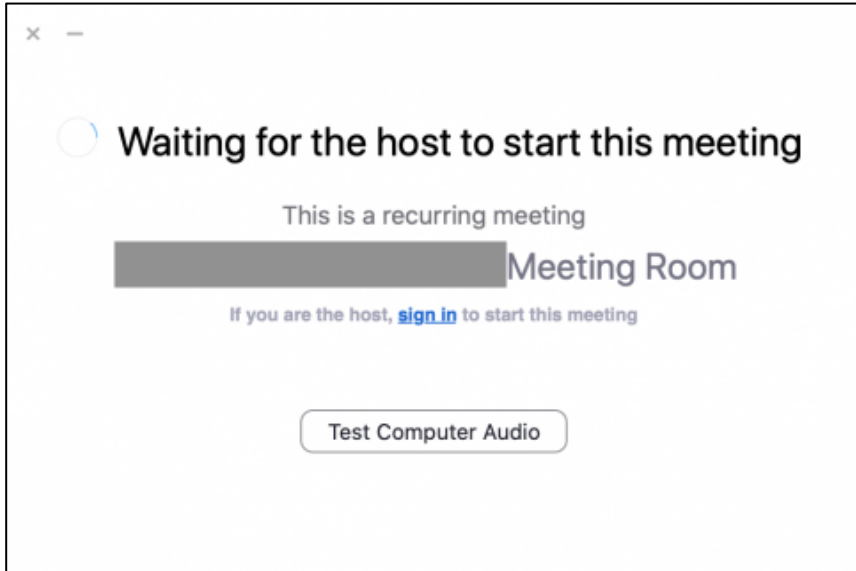 Waiting for the host to start this meeting
This is a recurring meeting
Meeting Room
If you are the host, sign in to start this meeting
Test Computer Audio